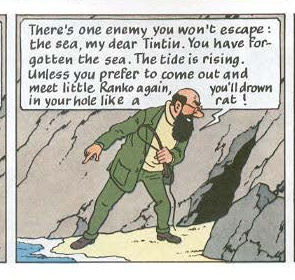 There's one enemy you won't escape:
the sea, my dear Tintin. You have for-
gotten the sea. The tide is rising.
Unless you prefer to come out and
meet little Ranko again, you'll drown
in your hole like a rat!